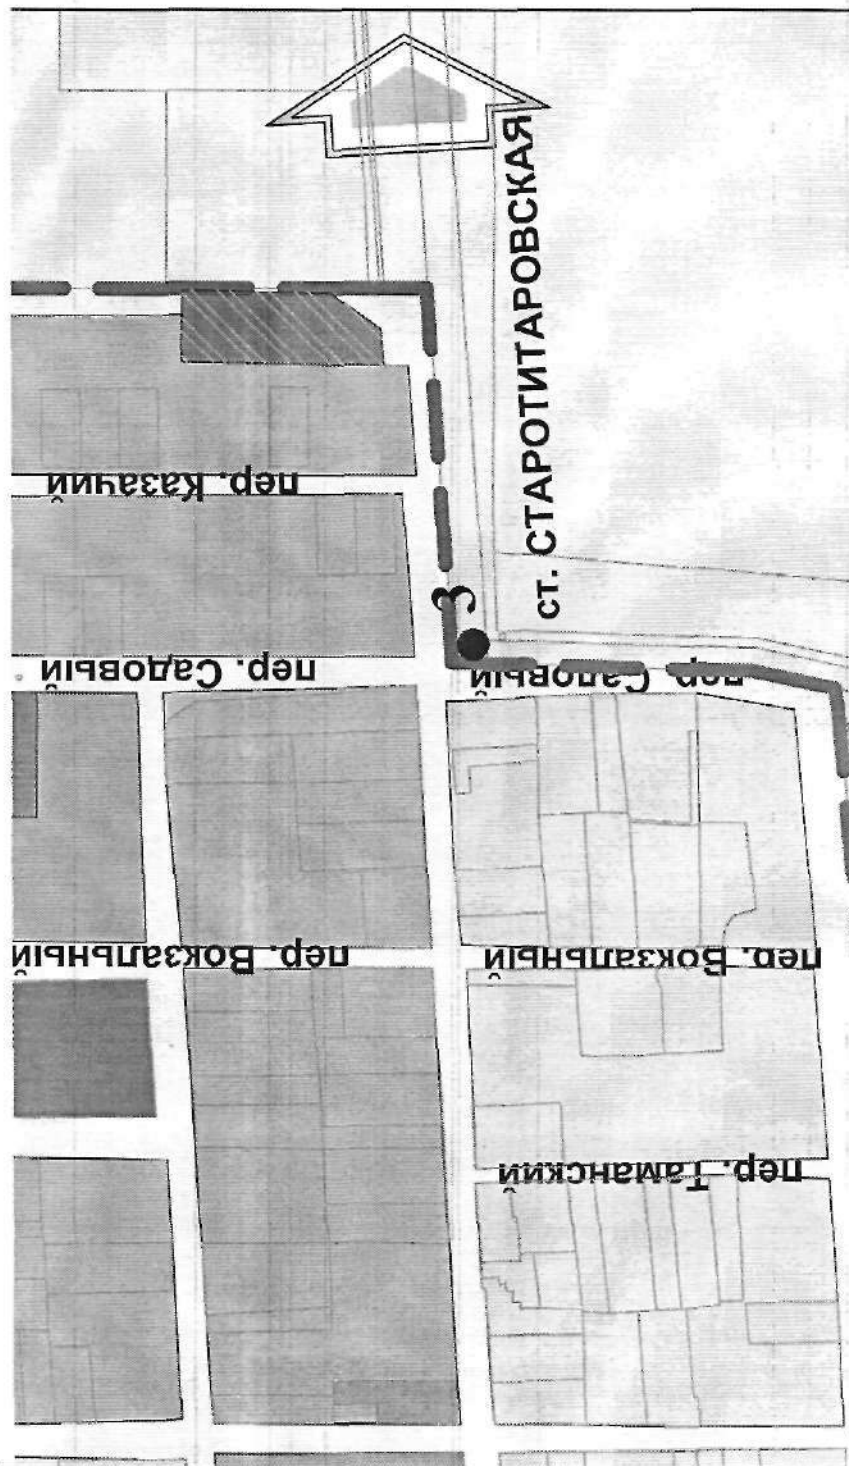 ст. СТАРОТИТАРОВСКАЯ
пер. Казачий
3
пер. Садовый
пер. Садовый
пер. Вокзальный
пер. Вокзальный
пер. Таманский